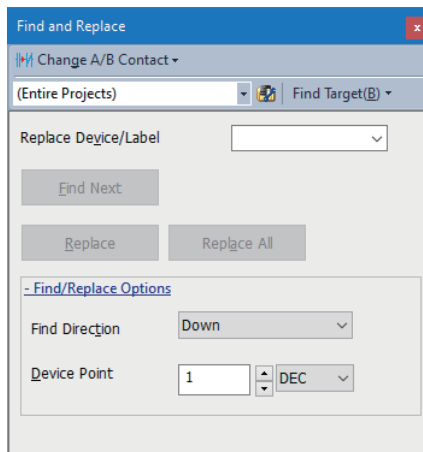 Find and Replace
x
Change A/B Contact
(Entire Projects) Find Target(B)
Replace Device/Label
Find Next
Replace Replace All
- Find/Replace Options
Find Direction Down
Device Point 1 DEC